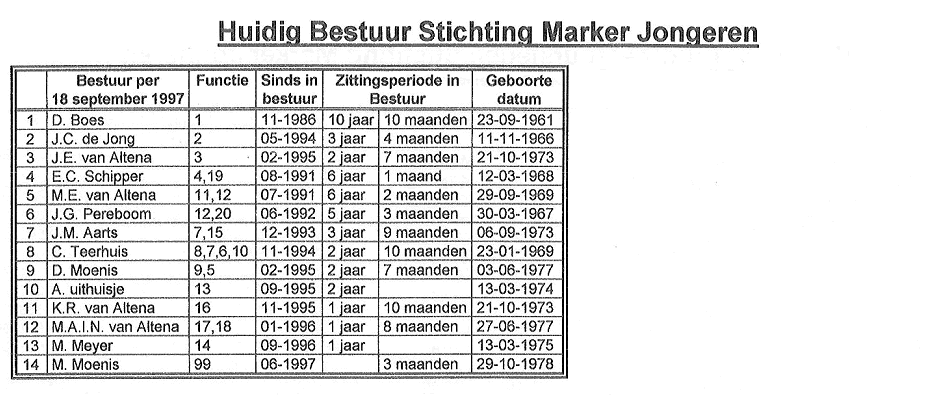 Huidig Bestuur Stichting Marker Jongeren
Bestuur per 18 september 1997 Functie Sinds in bestuur Zittingsperiode in Bestuur Geboorte datum
1 D. Boes 1 11-1986 10 jaar 10 maanden 23-09-1961
2 J.C. de Jong 2 05-1994 3 jaar 4 maanden 11-11-1966
3 J.E. van Altena 3 02-1995 2 jaar 7 maanden 21-10-1973
4 E.C. Schipper 4,19 08-1991 6 jaar 1 maand 12-03-1968
5 M.E. van Altena 11,12 07-1991 6 jaar 2 maanden 29-09-1969
6 J.G. Pereboom 12,20 06-1992 5 jaar 3 maanden 30-03-1967
7 J.M. Aarts 7,15 12-1993 3 jaar 9 maanden 06-09-1973
8 C. Teerhuis 8,7,6,10 11-1994 2 jaar 10 maanden 23-01-1969
9 D. Moenis 9,5 02-1995 2 jaar 7 maanden 03-06-1977
10 A. uithuisje 13 09-1995 2 jaar 13-03-1974
11 K.R. van Altena 16 11-1995 1 jaar 10 maanden 21-10-1973
12 M.A.I.N. van Altena 17,18 01-1996 1 jaar 8 maanden 27-06-1977
13 M. Meyer 14 09-1996 1 jaar 13-03-1975
14 M. Moenis 99 06-1997 3 maanden 29-10-1978